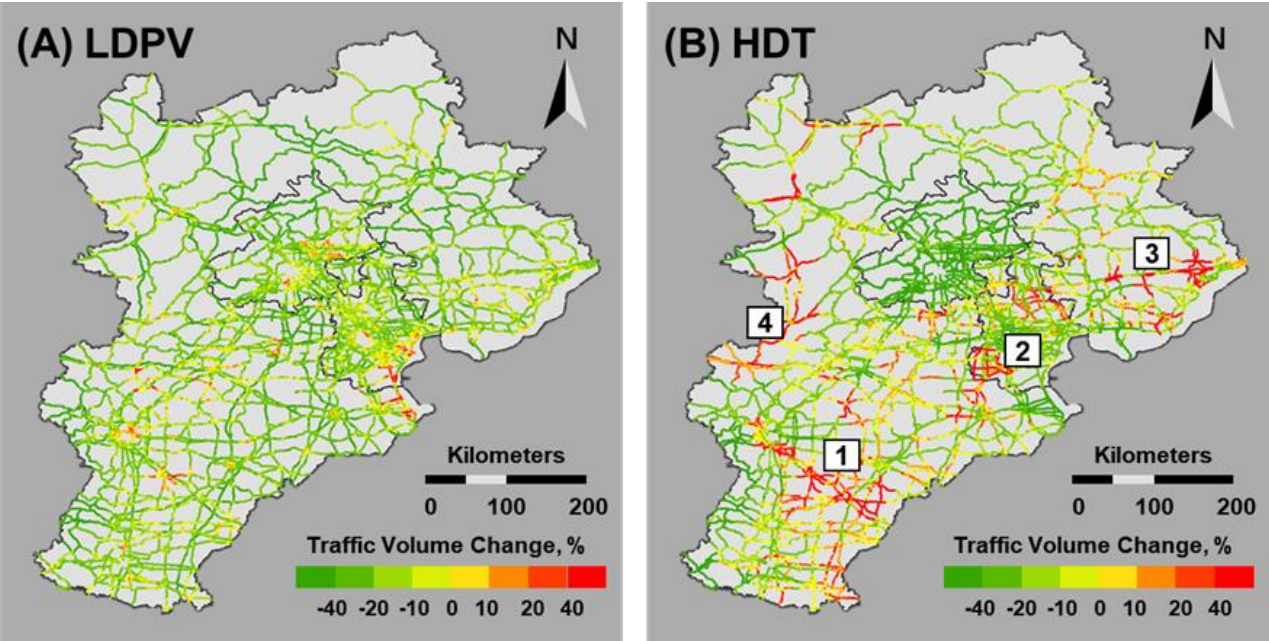 (A) LDPV
N
Kilometers
0 100 200
Traffic Volume Change, %
-40 -20 -10 0 10 20 40
(B) HDT
N
3
4
2
1
Kilometers
0 100 200
Traffic Volume Change, %
-40 -20 -10 0 10 20 40